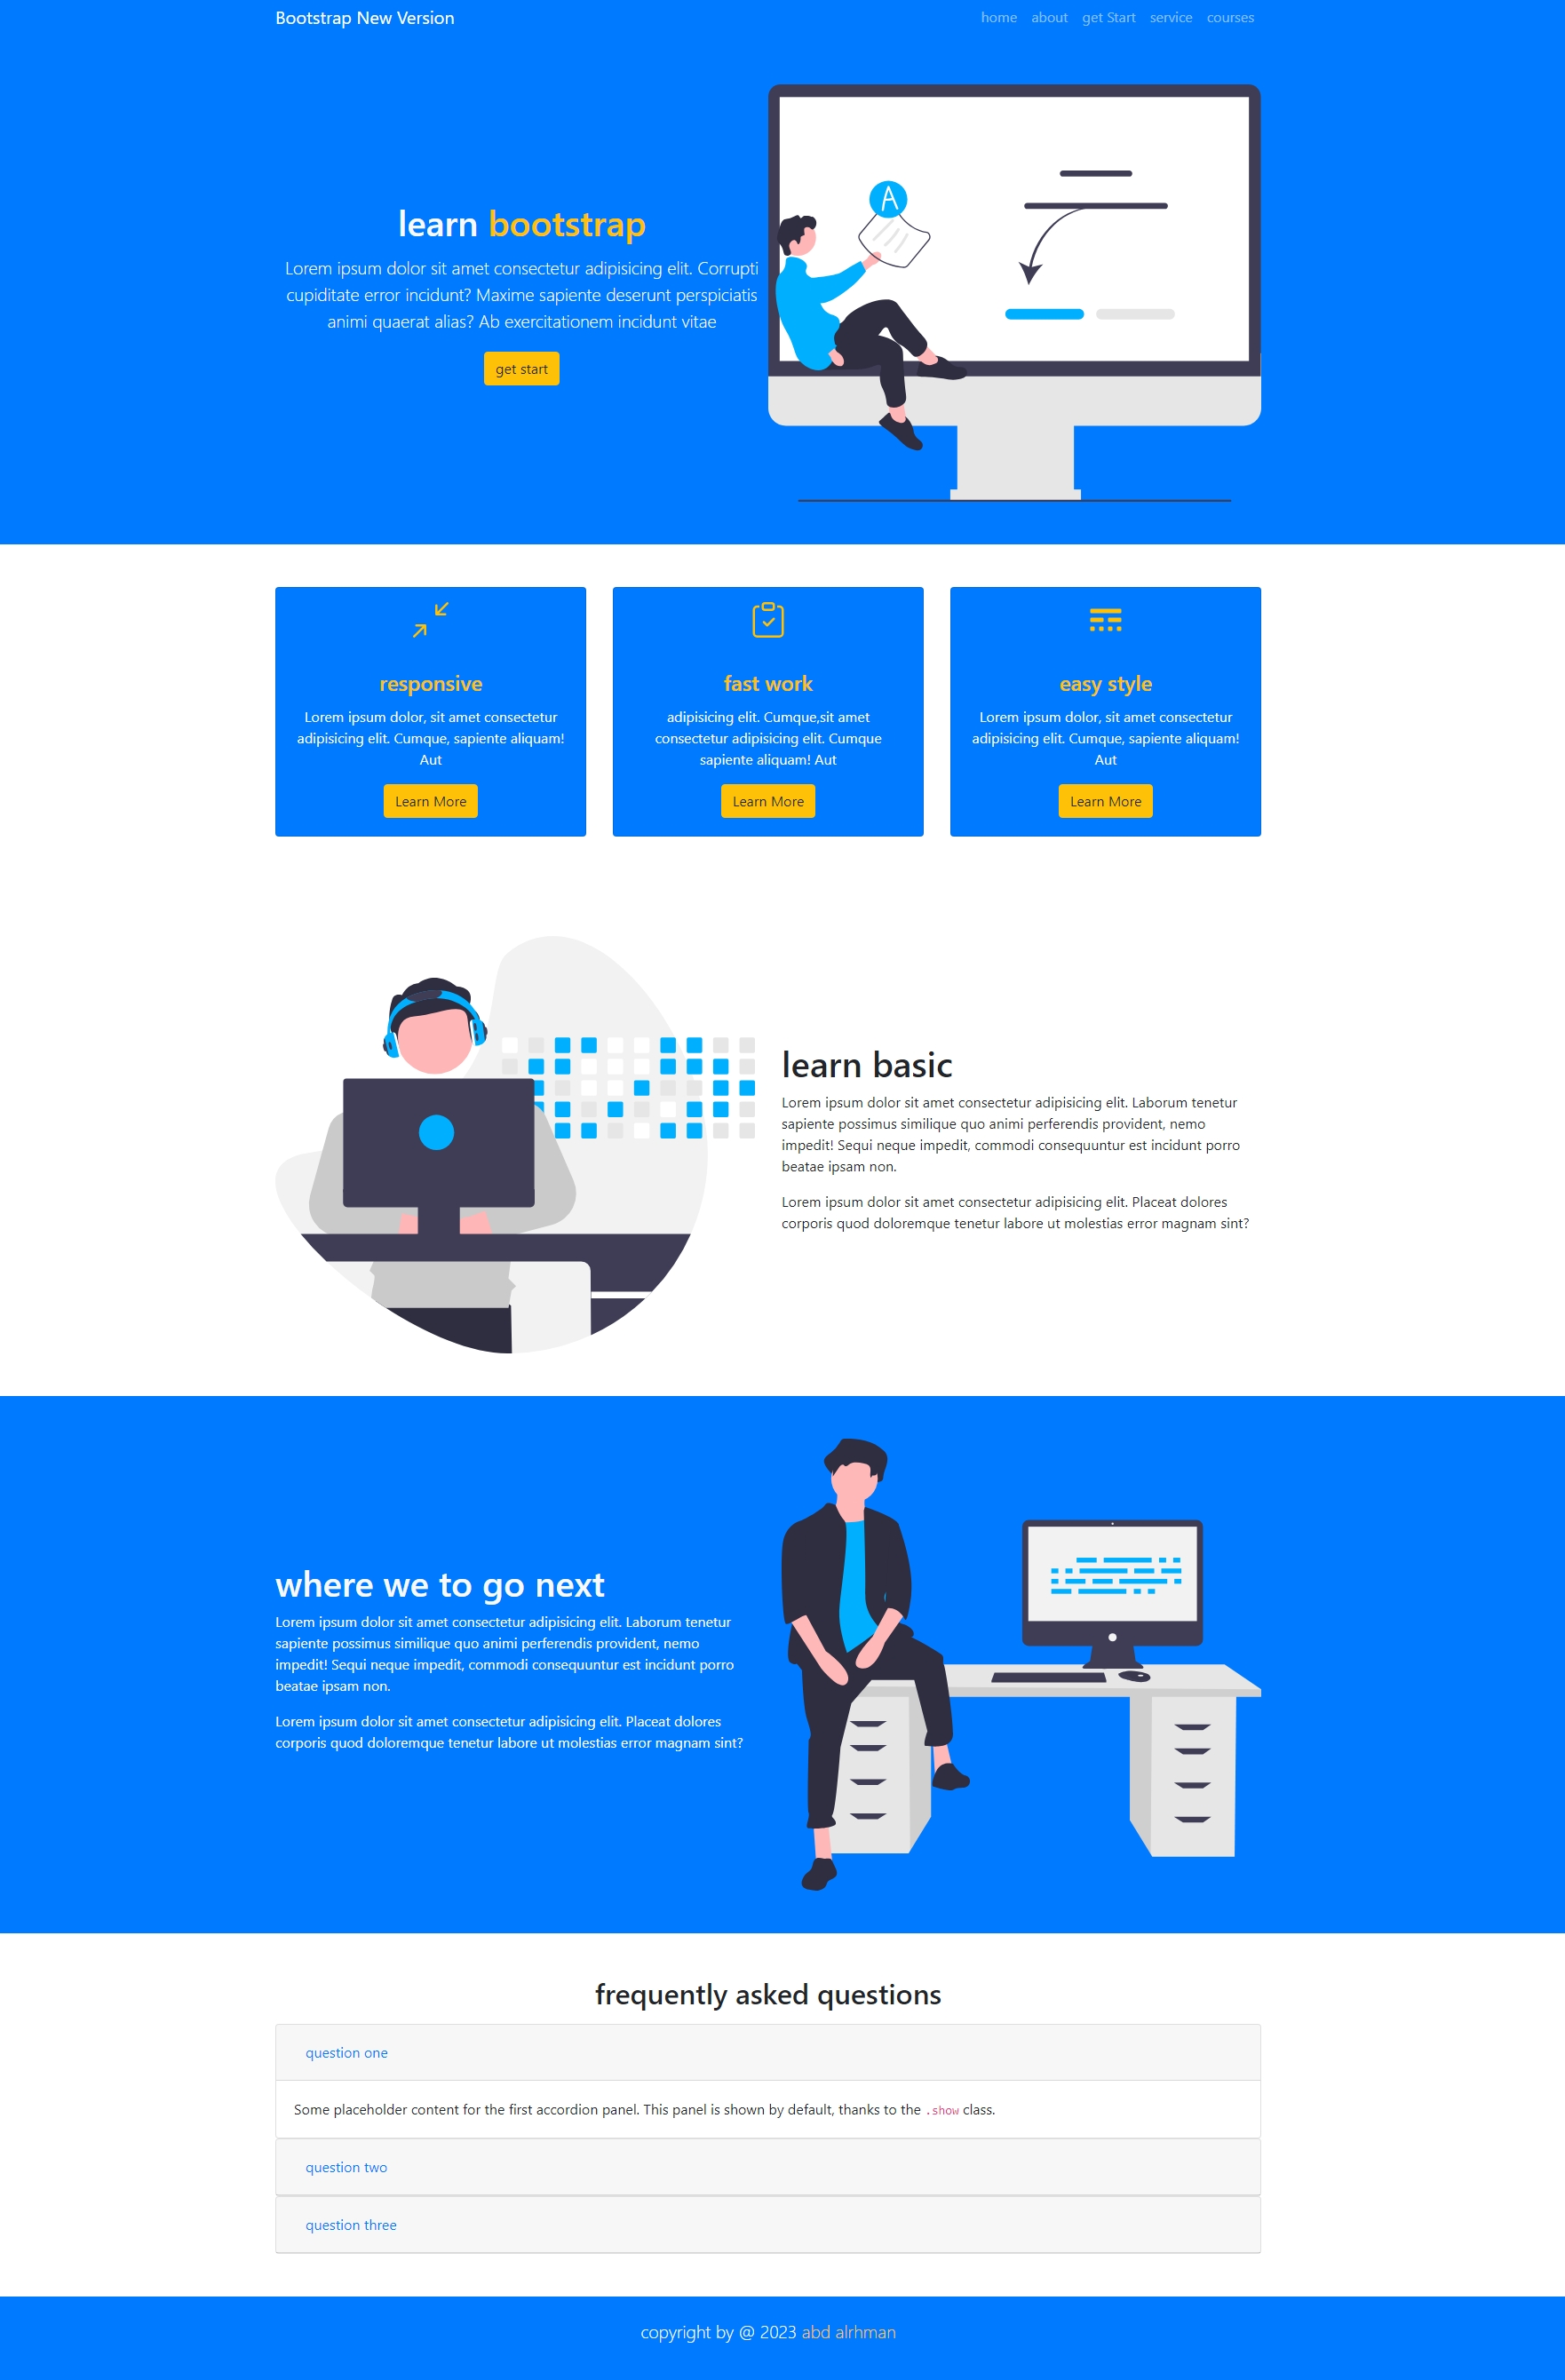 Bootstrap New Version
home about get Start service courses
A
learn bootstrap
Lorem ipsum dolor sit amet consectetur adipisicing elit. Corrupti
cupiditate error incidunt? Maxime sapiente deserunt perspiciatis
animi quaerat alias? Ab exercitationem incidunt vitae
get start
responsive
Lorem ipsum dolor, sit amet consectetur
adipisicing elit. Cumque, sapiente aliquam!
Aut
Learn More
fast work
adipisicing elit. Cumque,sit amet
consectetur adipisicing elit. Cumque
sapiente aliquam! Aut
Learn More
easy style
Lorem ipsum dolor, sit amet consectetur
adipisicing elit. Cumque, sapiente aliquam!
Aut
Learn More
learn basic
Lorem ipsum dolor sit amet consectetur adipisicing elit. Laborum tenetur
sapiente possimus similique quo animi perferendis provident, nemo
impedit! Sequi neque impedit, commodi consequuntur est incidunt porro
beatae ipsam non.
Lorem ipsum dolor sit amet consectetur adipisicing elit. Placeat dolores
corporis quod doloremque tenetur labore ut molestias error magnam sint?
where we to go next
Lorem ipsum dolor sit amet consectetur adipisicing elit. Laborum tenetur
sapiente possimus similique quo animi perferendis provident, nemo
impedit! Sequi neque impedit, commodi consequuntur est incidunt porro
beatae ipsam non.
Lorem ipsum dolor sit amet consectetur adipisicing elit. Placeat dolores
corporis quod doloremque tenetur labore ut molestias error magnam sint?
frequently asked questions
question one
Some placeholder content for the first accordion panel. This panel is shown by default, thanks to the .show class.
question two
question three
copyright by @ 2023 abd alrhman